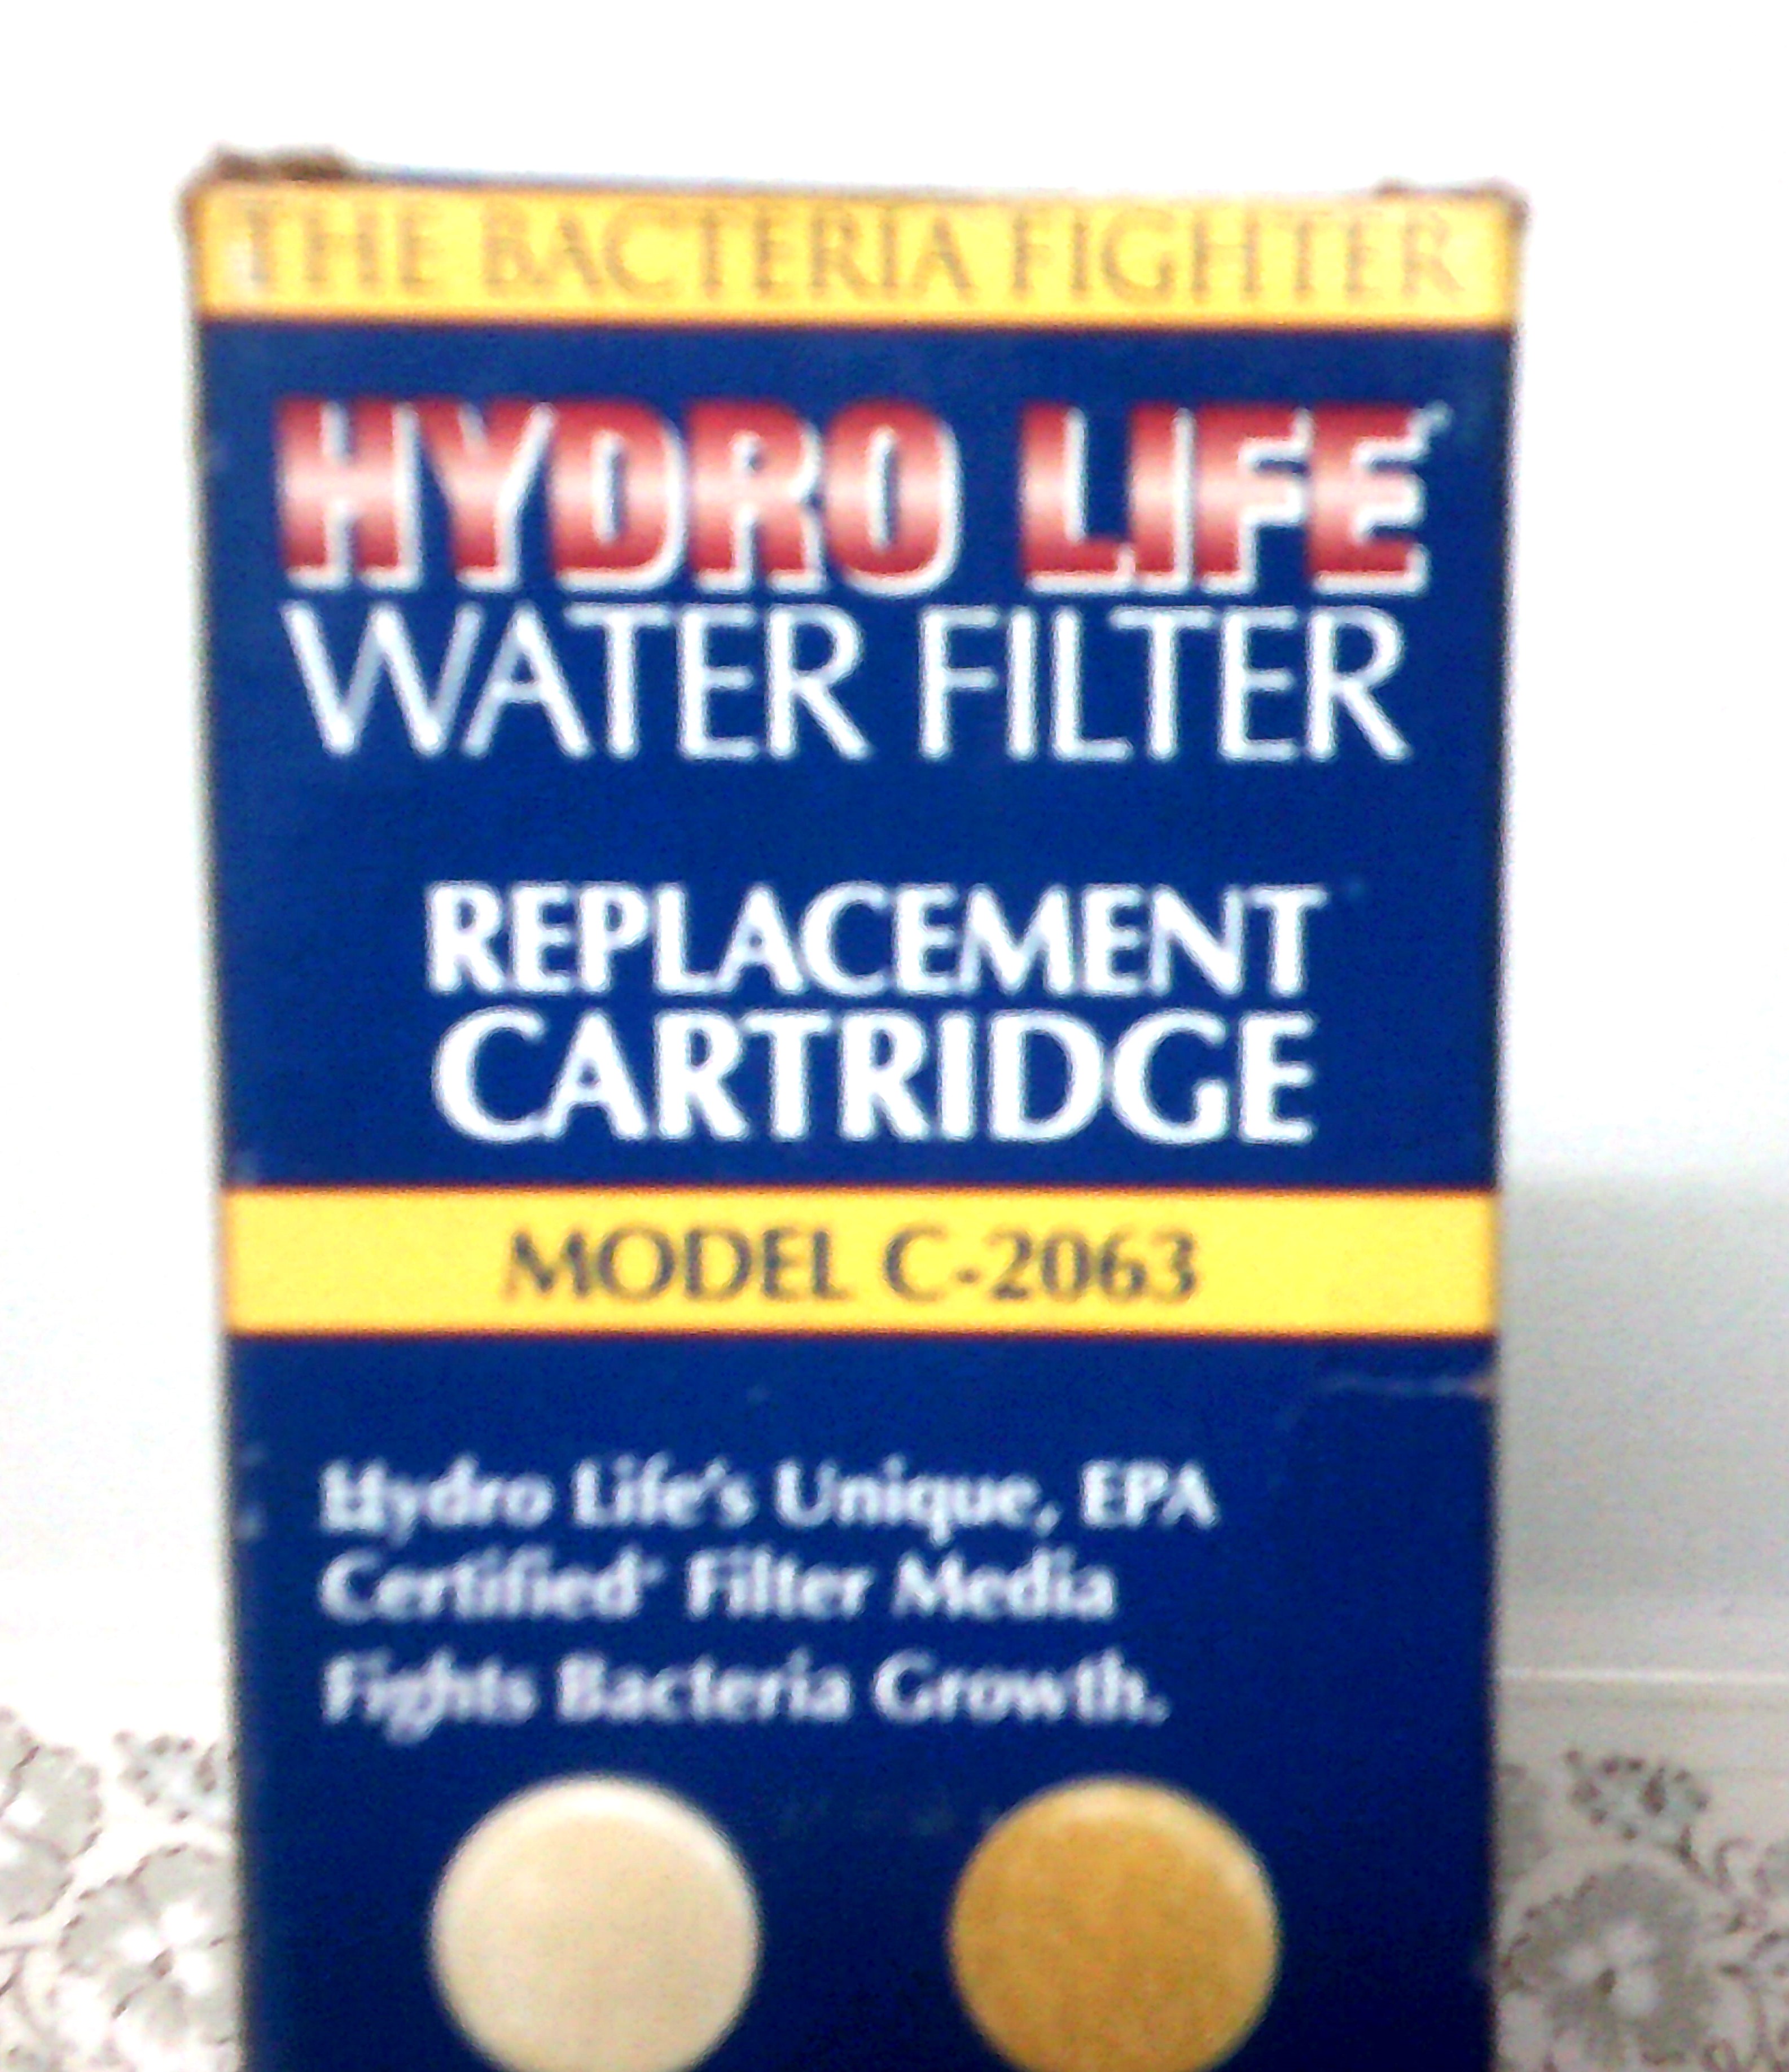 THE BACTERIA FIGHTER
HYDRO LIFE®
WATER FILTER
REPLACEMENT
CARTRIDGE
MODEL C-2063
Hydro Life's Unique, EPA
Certified* Filter Media
Fights Bacteria Growth.